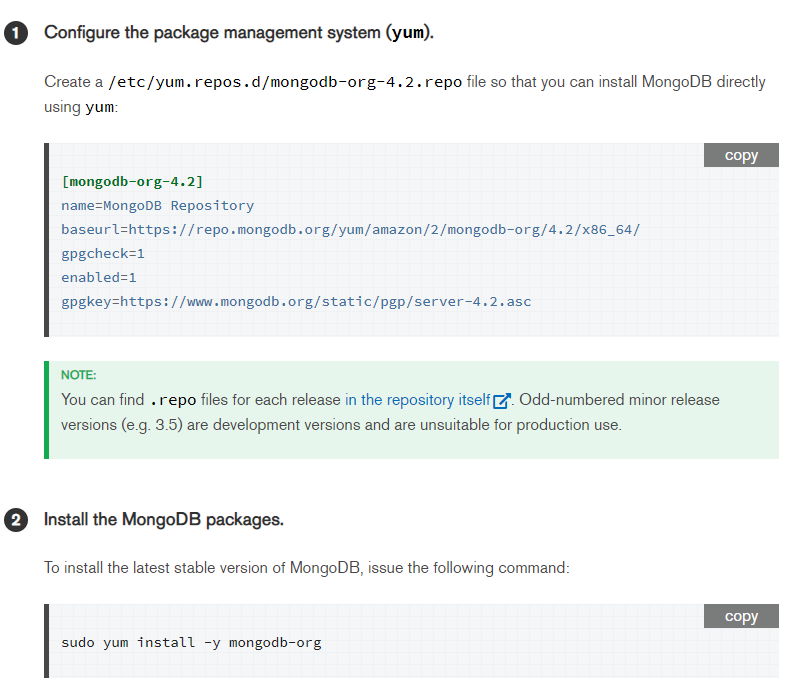 1 Configure the package management system (yum).
Create a /etc/yum.repos.d/mongodb-org-4.2.repo file so that you can install MongoDB directly
using yum:
copy
[mongodb-org-4.2]
name=MongoDB Repository
baseurl=https://repo.mongodb.org/yum/amazon/2/mongodb-org/4.2/x86_64/
gpgcheck=1
enabled=1
gpgkey=https://www.mongodb.org/static/pgp/server-4.2.asc
NOTE:
You can find .repo files for each release in the repository itself. Odd-numbered minor release
versions (e.g. 3.5) are development versions and are unsuitable for production use.
2 Install the MongoDB packages.
To install the latest stable version of MongoDB, issue the following command:
copy
sudo yum install -y mongodb-org